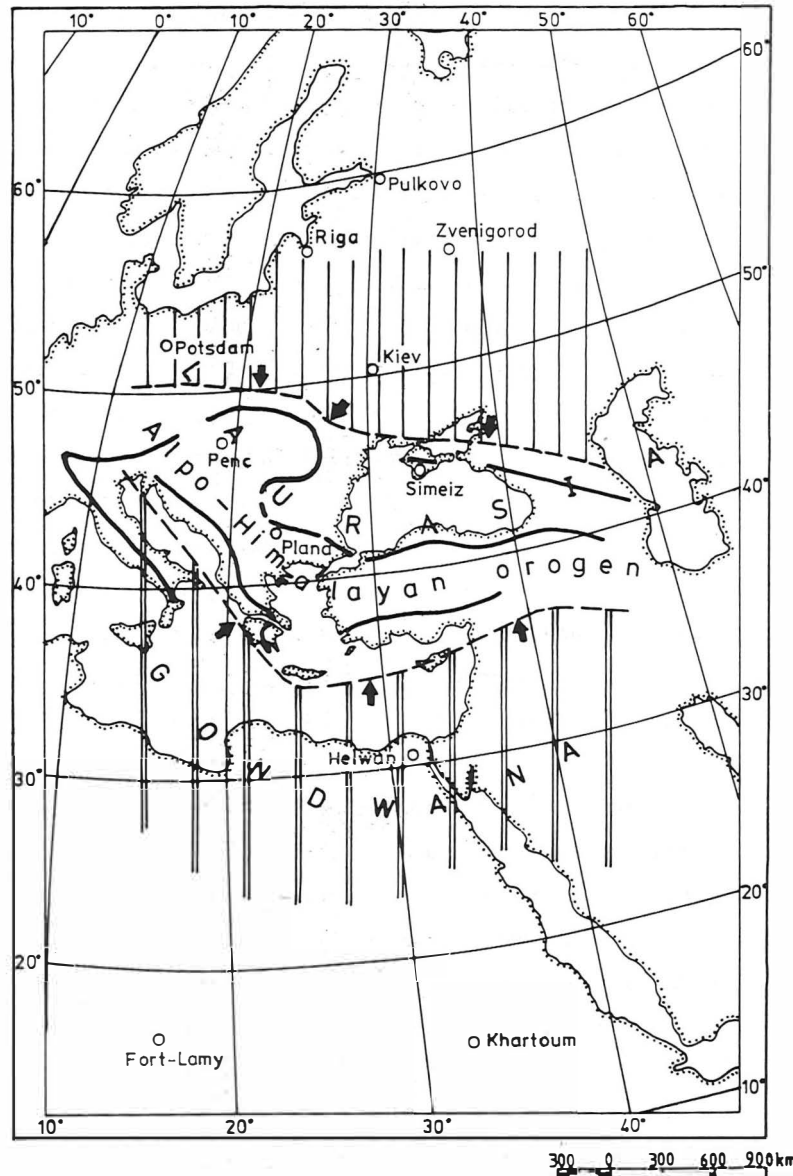 10° 0° 10° 20° 30° 40° 50° 60°
60°
60°
50°
50°
40°
40°
30°
30°
20°
20°
10°
10° 20° 30° 40°
Pulkovo
Riga
Zvenigorod
Potsdam
Kiev
Penc
Simeiz
Pland
Helwan
Fort-Lamy
Khartoum
LAURASIA
Alpo-Himalayan orogen
GONDWANA
300 0 300 600 900km